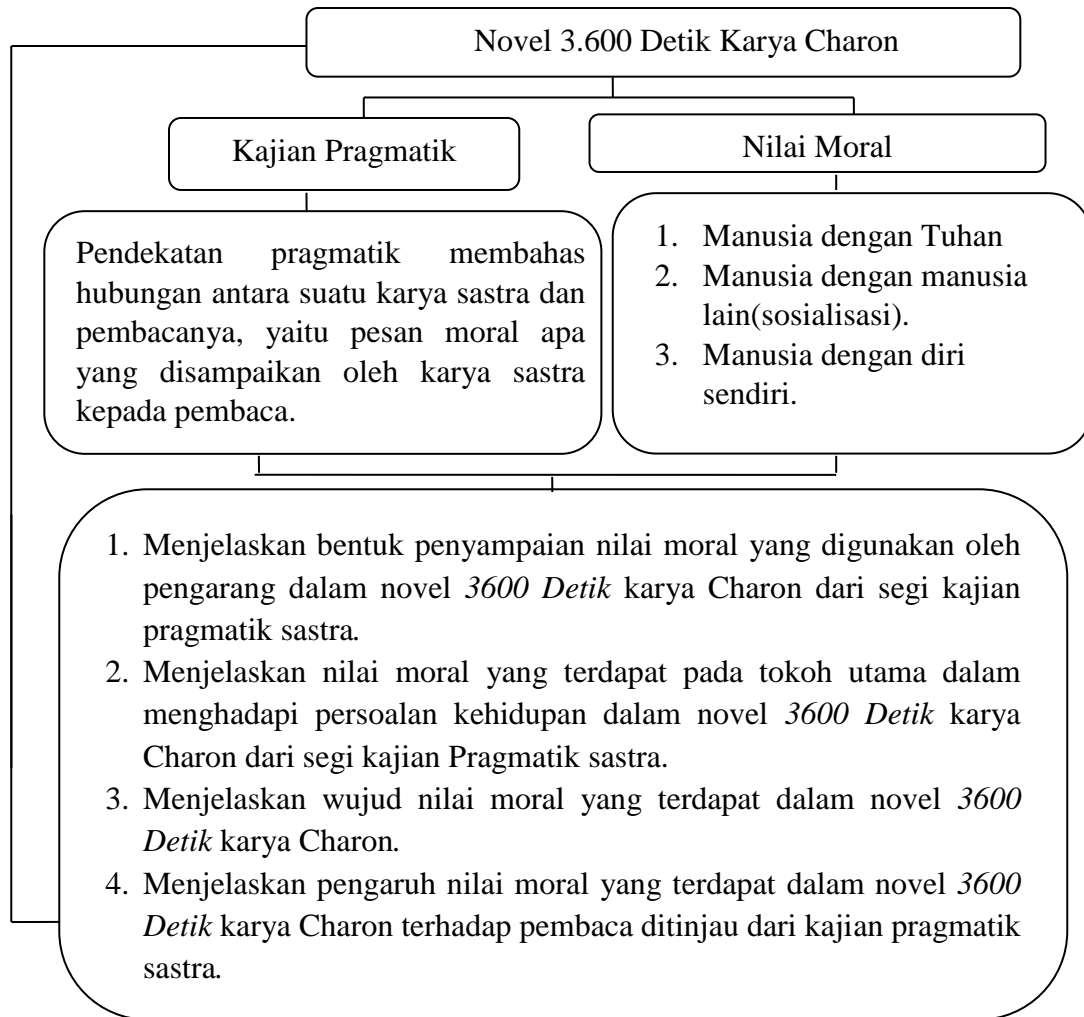 Novel 3.600 Detik Karya Charon
Kajian Pragmatik
Nilai Moral
Pendekatan pragmatik membahas
hubungan antara suatu karya sastra dan
pembacanya, yaitu pesan moral apa
yang disampaikan oleh karya sastra
kepada pembaca.
1. Manusia dengan Tuhan
2. Manusia dengan manusia
lain(sosialisasi).
3. Manusia dengan diri
sendiri.
1. Menjelaskan bentuk penyampaian nilai moral yang digunakan oleh
pengarang dalam novel 3600 Detik karya Charon dari segi kajian
pragmatik sastra.
2. Menjelaskan nilai moral yang terdapat pada tokoh utama dalam
menghadapi persoalan kehidupan dalam novel 3600 Detik karya
Charon dari segi kajian Pragmatik sastra.
3. Menjelaskan wujud nilai moral yang terdapat dalam novel 3600
Detik karya Charon.
4. Menjelaskan pengaruh nilai moral yang terdapat dalam novel 3600
Detik karya Charon terhadap pembaca ditinjau dari kajian pragmatik
sastra.